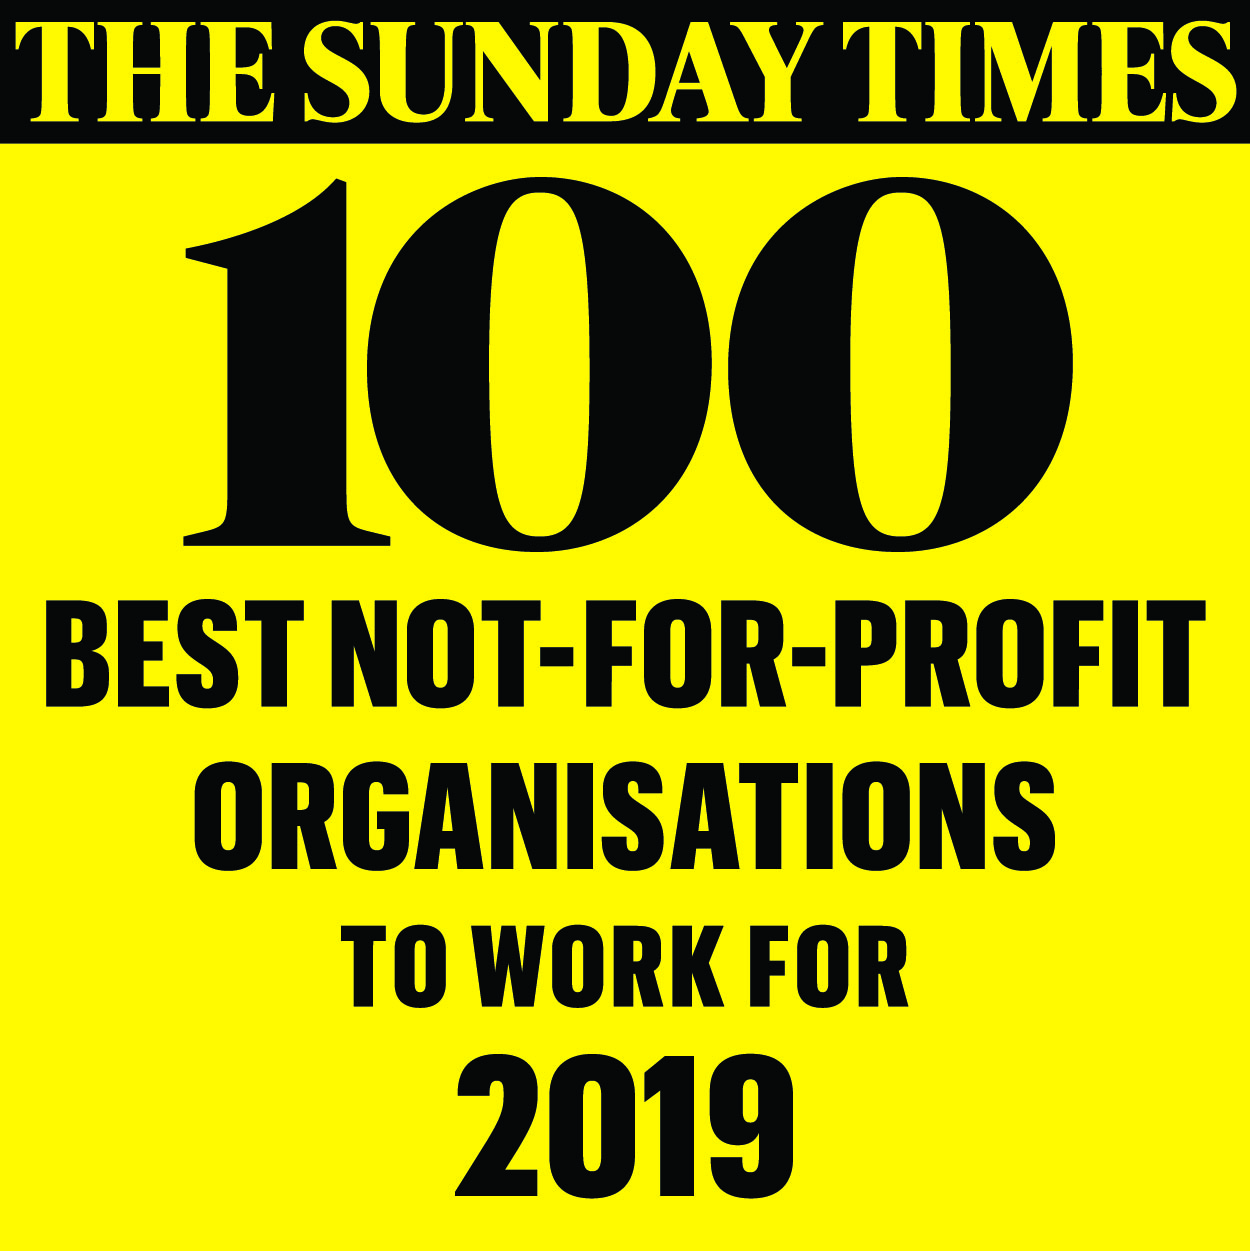 THE SUNDAY TIMES
100
BEST NOT-FOR-PROFIT
ORGANISATIONS
TO WORK FOR
2019